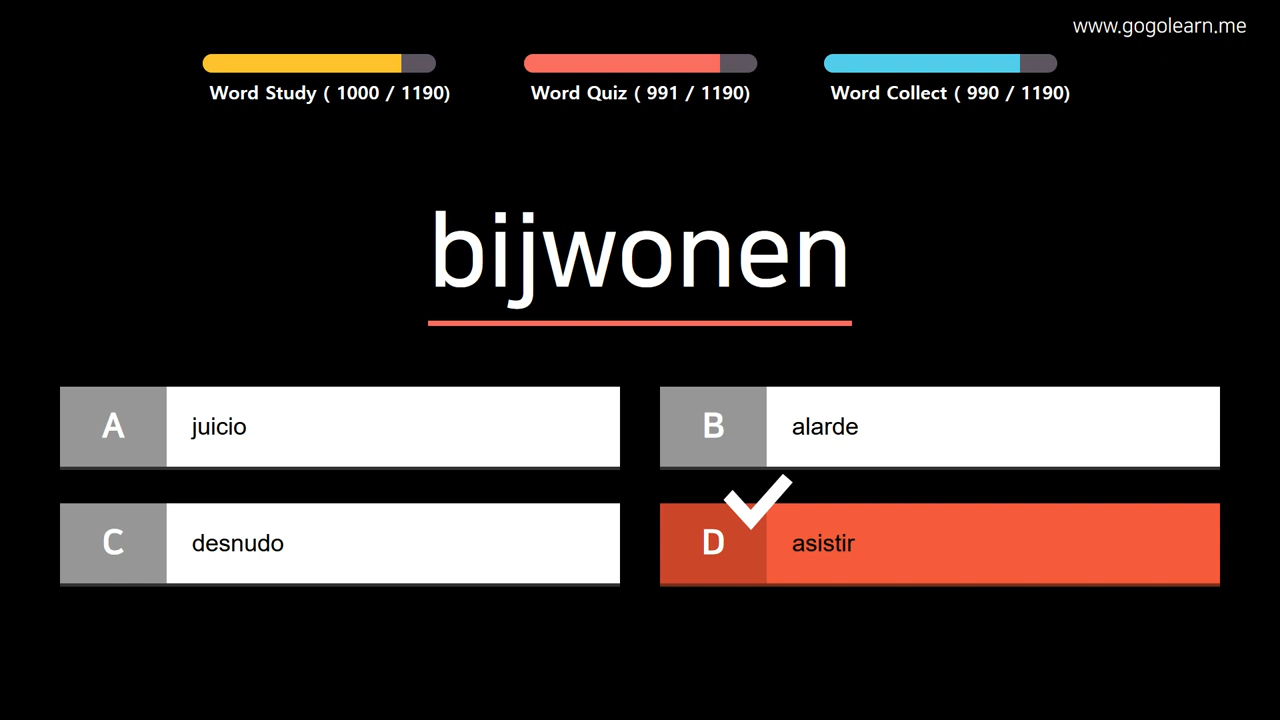 www.gogolearn.me
Word Study ( 1000 / 1190)
Word Quiz ( 991 / 1190)
Word Collect ( 990 / 1190)
bijwonen
A juicio
B alarde
C desnudo
D asistir